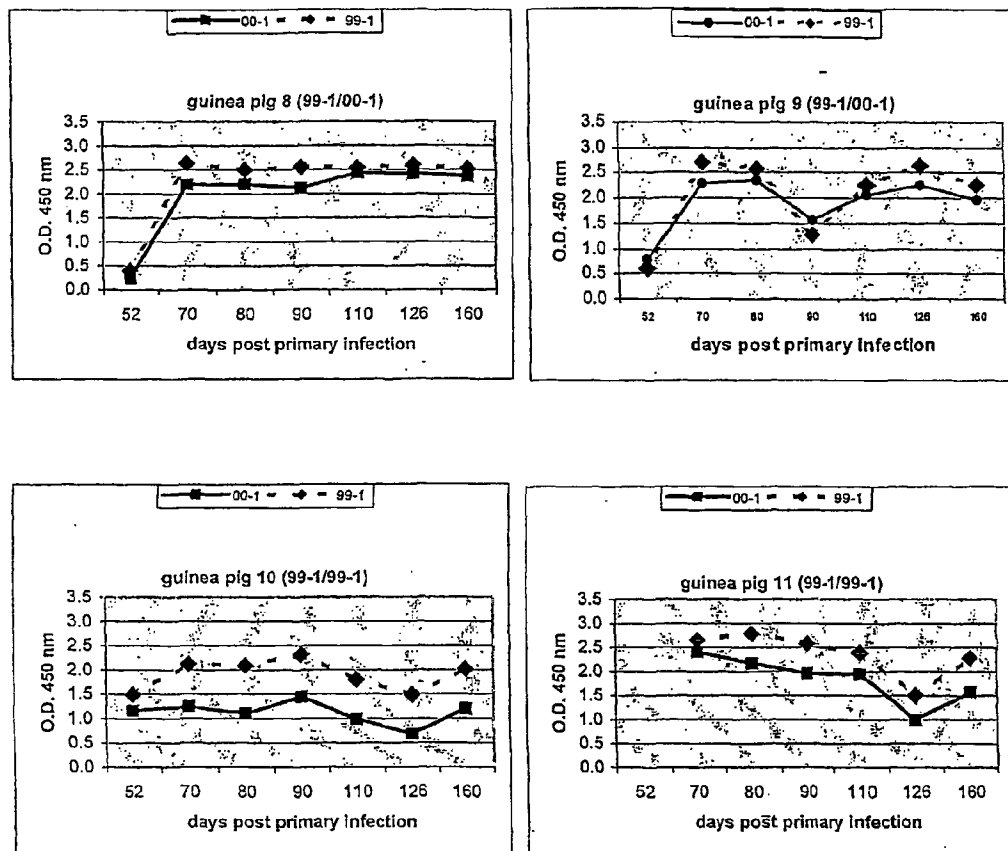 00-1 99-1
guinea pig 8 (99-1/00-1)
O.D. 450 nm
3.5
3.0
2.5
2.0
1.5
1.0
0.5
0.0
52 70 80 90 110 126 160
days post primary infection
00-1 99-1
guinea pig 9 (99-1/00-1)
O.D. 450 nm
3.5
3.0
2.5
2.0
1.5
1.0
0.5
0.0
52 70 80 90 110 126 160
days post primary infection
00-1 99-1
guinea pig 10 (99-1/99-1)
O.D. 450 nm
3.5
3.0
2.5
2.0
1.5
1.0
0.5
0.0
52 70 80 90 110 126 160
days post primary infection
00-1 99-1
guinea pig 11 (99-1/99-1)
O.D. 450 nm
3.5
3.0
2.5
2.0
1.5
1.0
0.5
0.0
52 70 80 90 110 126 160
days post primary infection